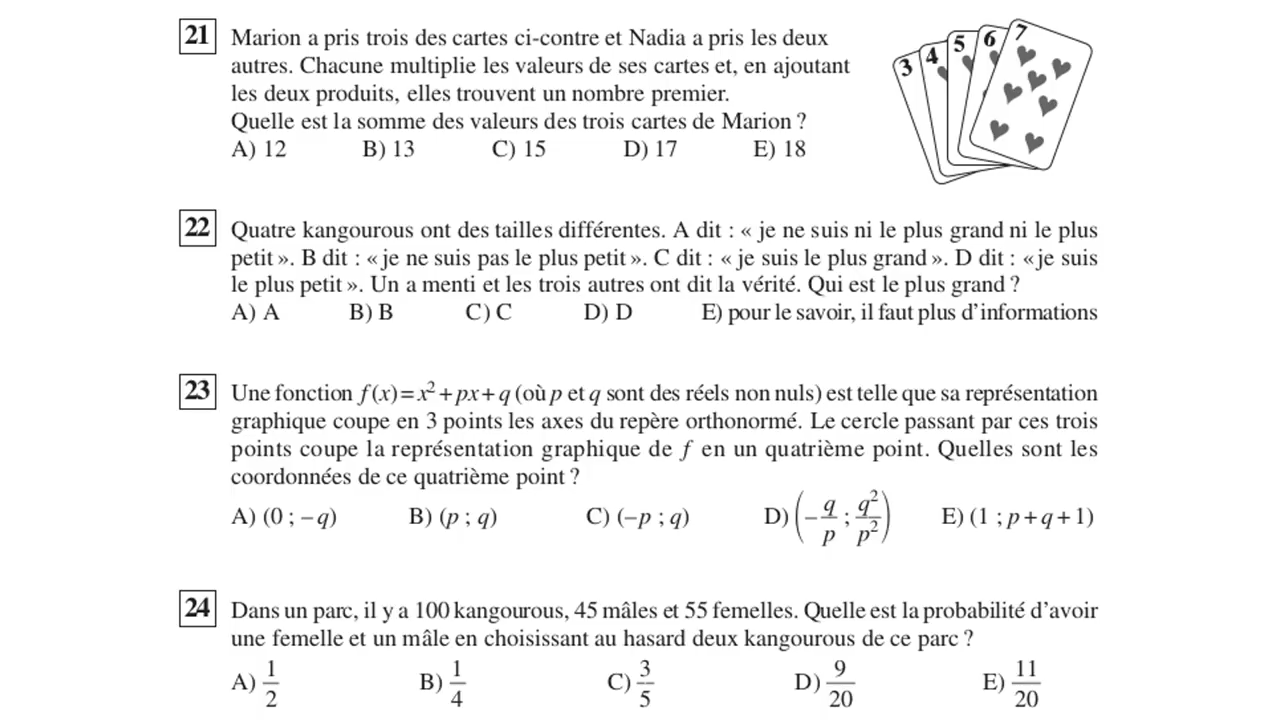 21 Marion a pris trois des cartes ci-contre et Nadia a pris les deux
autres. Chacune multiplie les valeurs de ses cartes et, en ajoutant
les deux produits, elles trouvent un nombre premier.
Quelle est la somme des valeurs des trois cartes de Marion ?
A) 12 B) 13 C) 15 D) 17 E) 18
3 4 5 6 7
22 Quatre kangourous ont des tailles différentes. A dit : « je ne suis ni le plus grand ni le plus
petit ». B dit : « je ne suis pas le plus petit ». C dit : « je suis le plus grand ». D dit : « je suis
le plus petit ». Un a menti et les trois autres ont dit la vérité. Qui est le plus grand ?
A) A B) B C) C D) D E) pour le savoir, il faut plus d'informations
23 Une fonction f(x)=x²+px+q (où p et q sont des réels non nuls) est telle que sa représentation
graphique coupe en 3 points les axes du repère orthonormé. Le cercle passant par ces trois
points coupe la représentation graphique de f en un quatrième point. Quelles sont les
coordonnées de ce quatrième point ?
A) (0 ; –q) B) (p ; q) C) (–p ; q) D) (–q/p ; q²/p²) E) (1 ; p+q+1)
24 Dans un parc, il y a 100 kangourous, 45 mâles et 55 femelles. Quelle est la probabilité d'avoir
une femelle et un mâle en choisissant au hasard deux kangourous de ce parc ?
A) 1/2 B) 1/4 C) 3/5 D) 9/20 E) 11/20